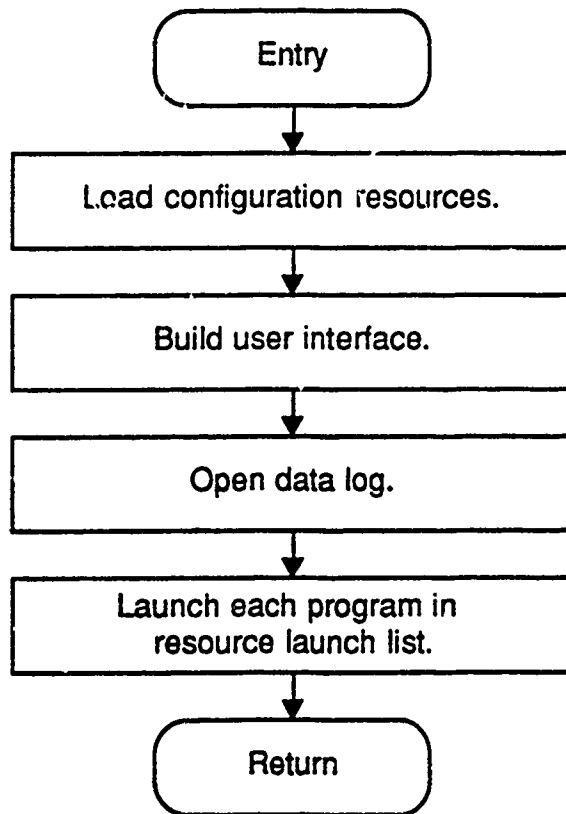 Entry
Load configuration resources.
Build user interface.
Open data log.
Launch each program in
resource launch list.
Return